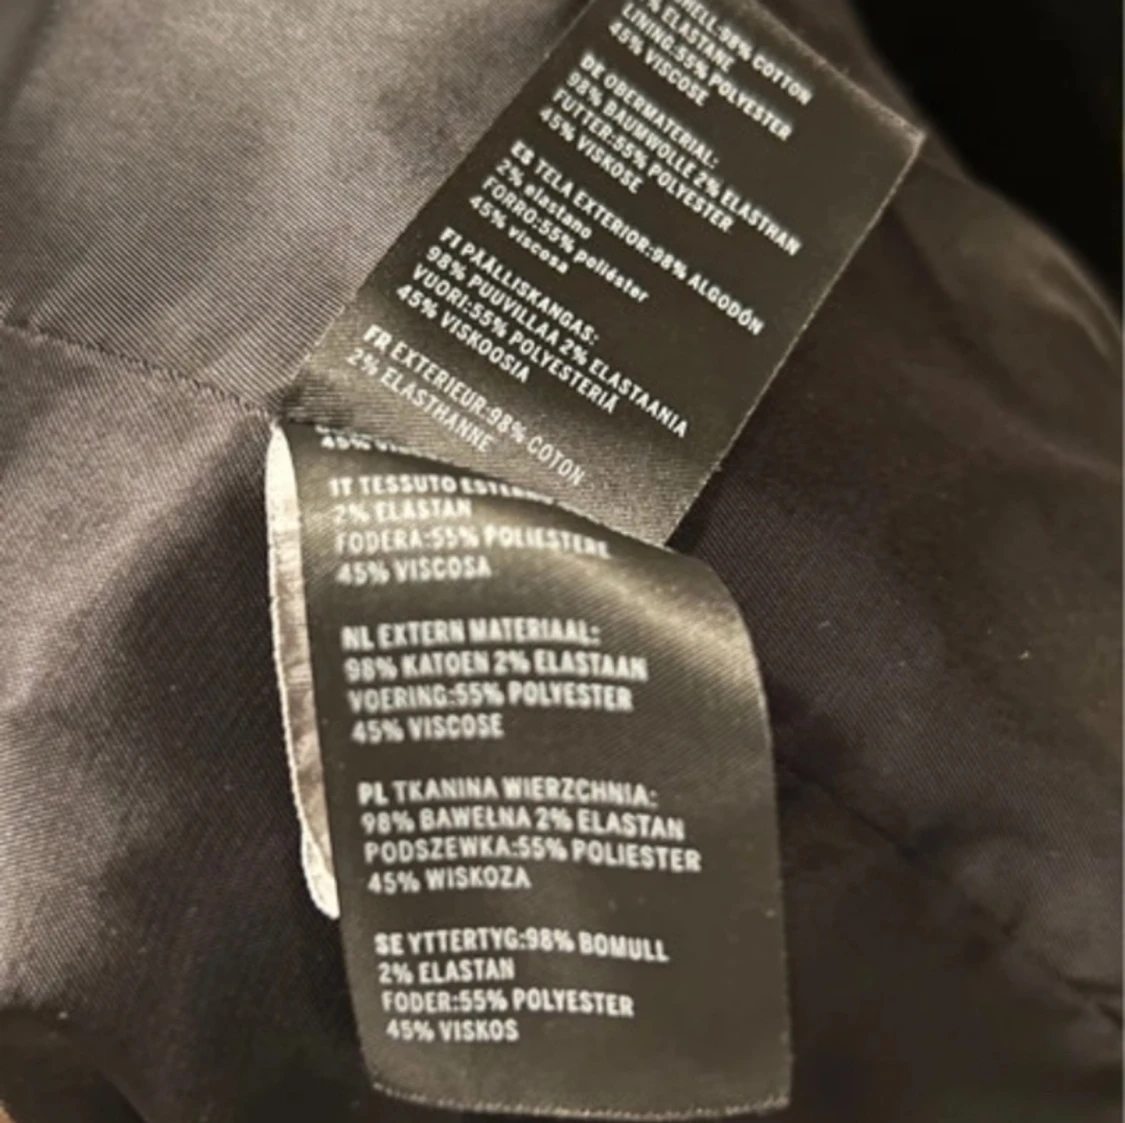 98% COTTON
% ELASTANE
LINING:55% POLYESTER
45% VISCOSE
DE OBERMATERIAL:
98% BAUMWOLLE 2% ELASTHAN
FUTTER:55% POLYESTER
45% VISKOSE
ES TELA EXTERIOR:98% ALGODÓN
2% elastano
FORRO:55% poliéster
45% viscosa
FI PÄÄLLISKANGAS:
98% PUUVILLAA 2% ELASTAANIA
VUORI:55% POLYESTERIÄ
45% VISKOOSIA
FR EXTERIEUR:98% COTON
2% ELASTHANNE
45%
IT TESSUTO
2% ELASTAN
FODERA:55% POLIESTERE
45% VISCOSA
NL EXTERN MATERIAAL:
98% KATOEN 2% ELASTAAN
VOERING:55% POLYESTER
45% VISCOSE
PL TKANINA WIERZCHNIA:
98% BAWEŁNA 2% ELASTAN
PODSZEWKA:55% POLIESTER
45% WISKOZA
SE YTTERTYG:98% BOMULL
2% ELASTAN
FODER:55% POLYESTER
45% VISKOS